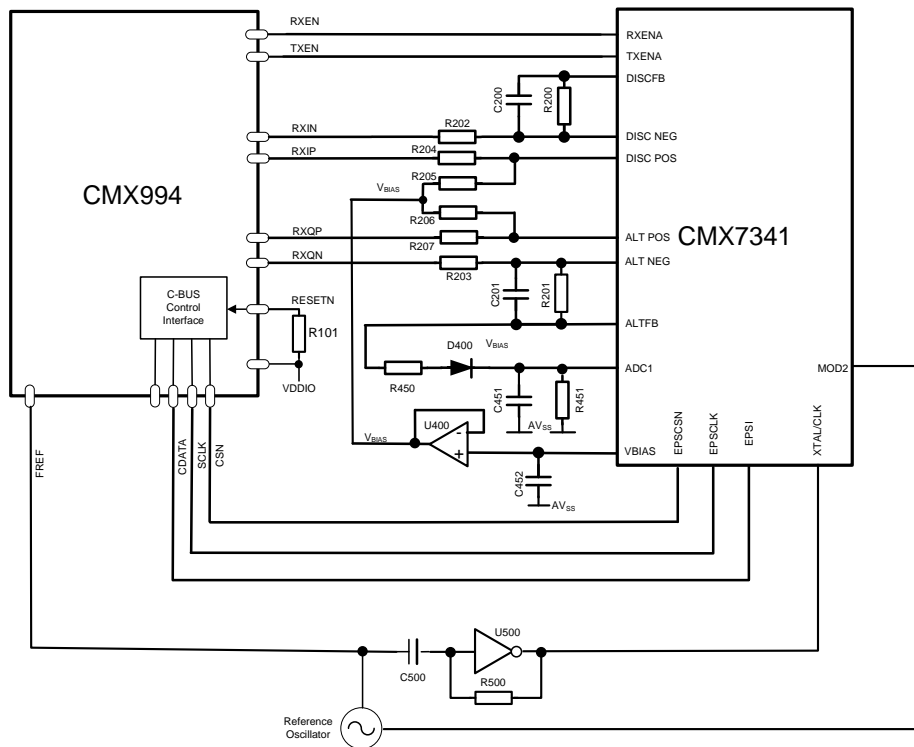 RXEN
TXEN
RXENA
TXENA
DISCFB
C200
R200
RXIN
R202
DISC NEG
RXIP
R204
DISC POS
R205
VBIAS
CMX994
CMX7341
R206
RXQP
R207
ALT POS
RXQN
R203
ALT NEG
C-BUS
Control
Interface
RESETN
R101
C201
R201
ALTFB
VBIAS
D400
VDDIO
R450
ADC1
MOD2
C451
R451
AVSS
U400
VBIAS
-
+
VBIAS
C452
AVSS
EPSCSN
EPSCLK
EPSI
XTAL/CLK
FREF
CDATA
SCLK
CSN
U500
C500
R500
Reference
Oscillator